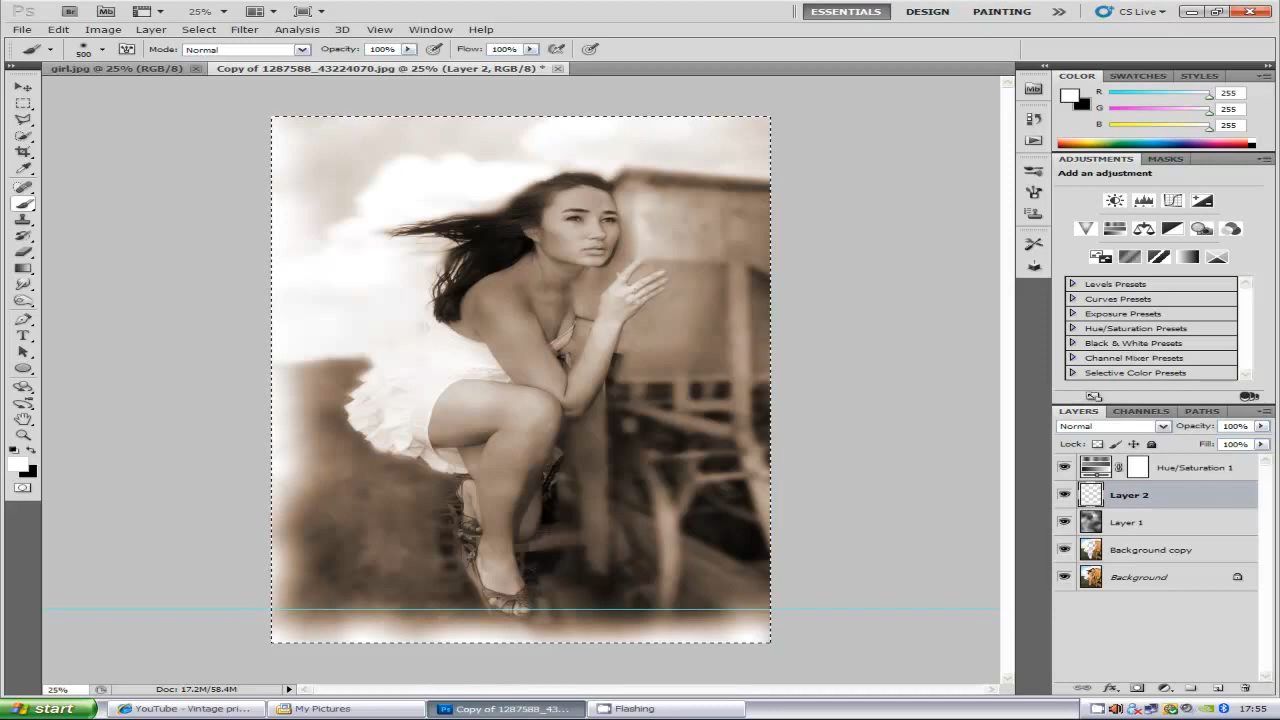 Ps Br Mb 25% ESSENTIALS DESIGN PAINTING CS Live
File Edit Image Layer Select Filter Analysis 3D View Window Help
500 Mode: Normal Opacity: 100% Flow: 100%
girl.jpg @ 25% (RGB/8) Copy of 1287588_43224070.jpg @ 25% (Layer 2, RGB/8) *
COLOR SWATCHES STYLES
R 255
G 255
B 255
ADJUSTMENTS MASKS
Add an adjustment
Levels Presets
Curves Presets
Exposure Presets
Hue/Saturation Presets
Black & White Presets
Channel Mixer Presets
Selective Color Presets
LAYERS CHANNELS PATHS
Normal Opacity: 100%
Lock: Fill: 100%
Hue/Saturation 1
Layer 2
Layer 1
Background copy
Background
25% Doc: 17.2M/58.4M
start YouTube - Vintage pri... My Pictures Copy of 1287588_43... Flashing 17:55